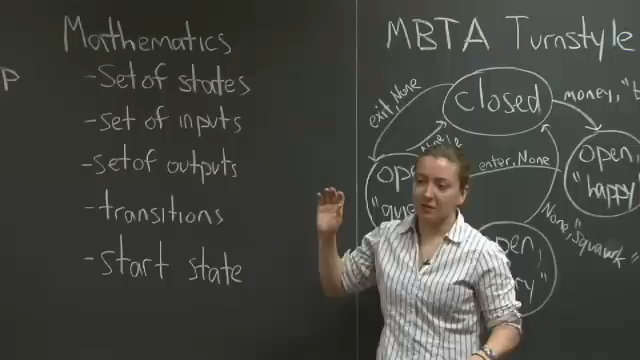 Mathematics
-Set of states
-set of inputs
-set of outputs
-transitions
-start state
P
MBTA Turnstyle
closed
exit, None
money,
enter, None
open,
"happy"
None, "squawk"